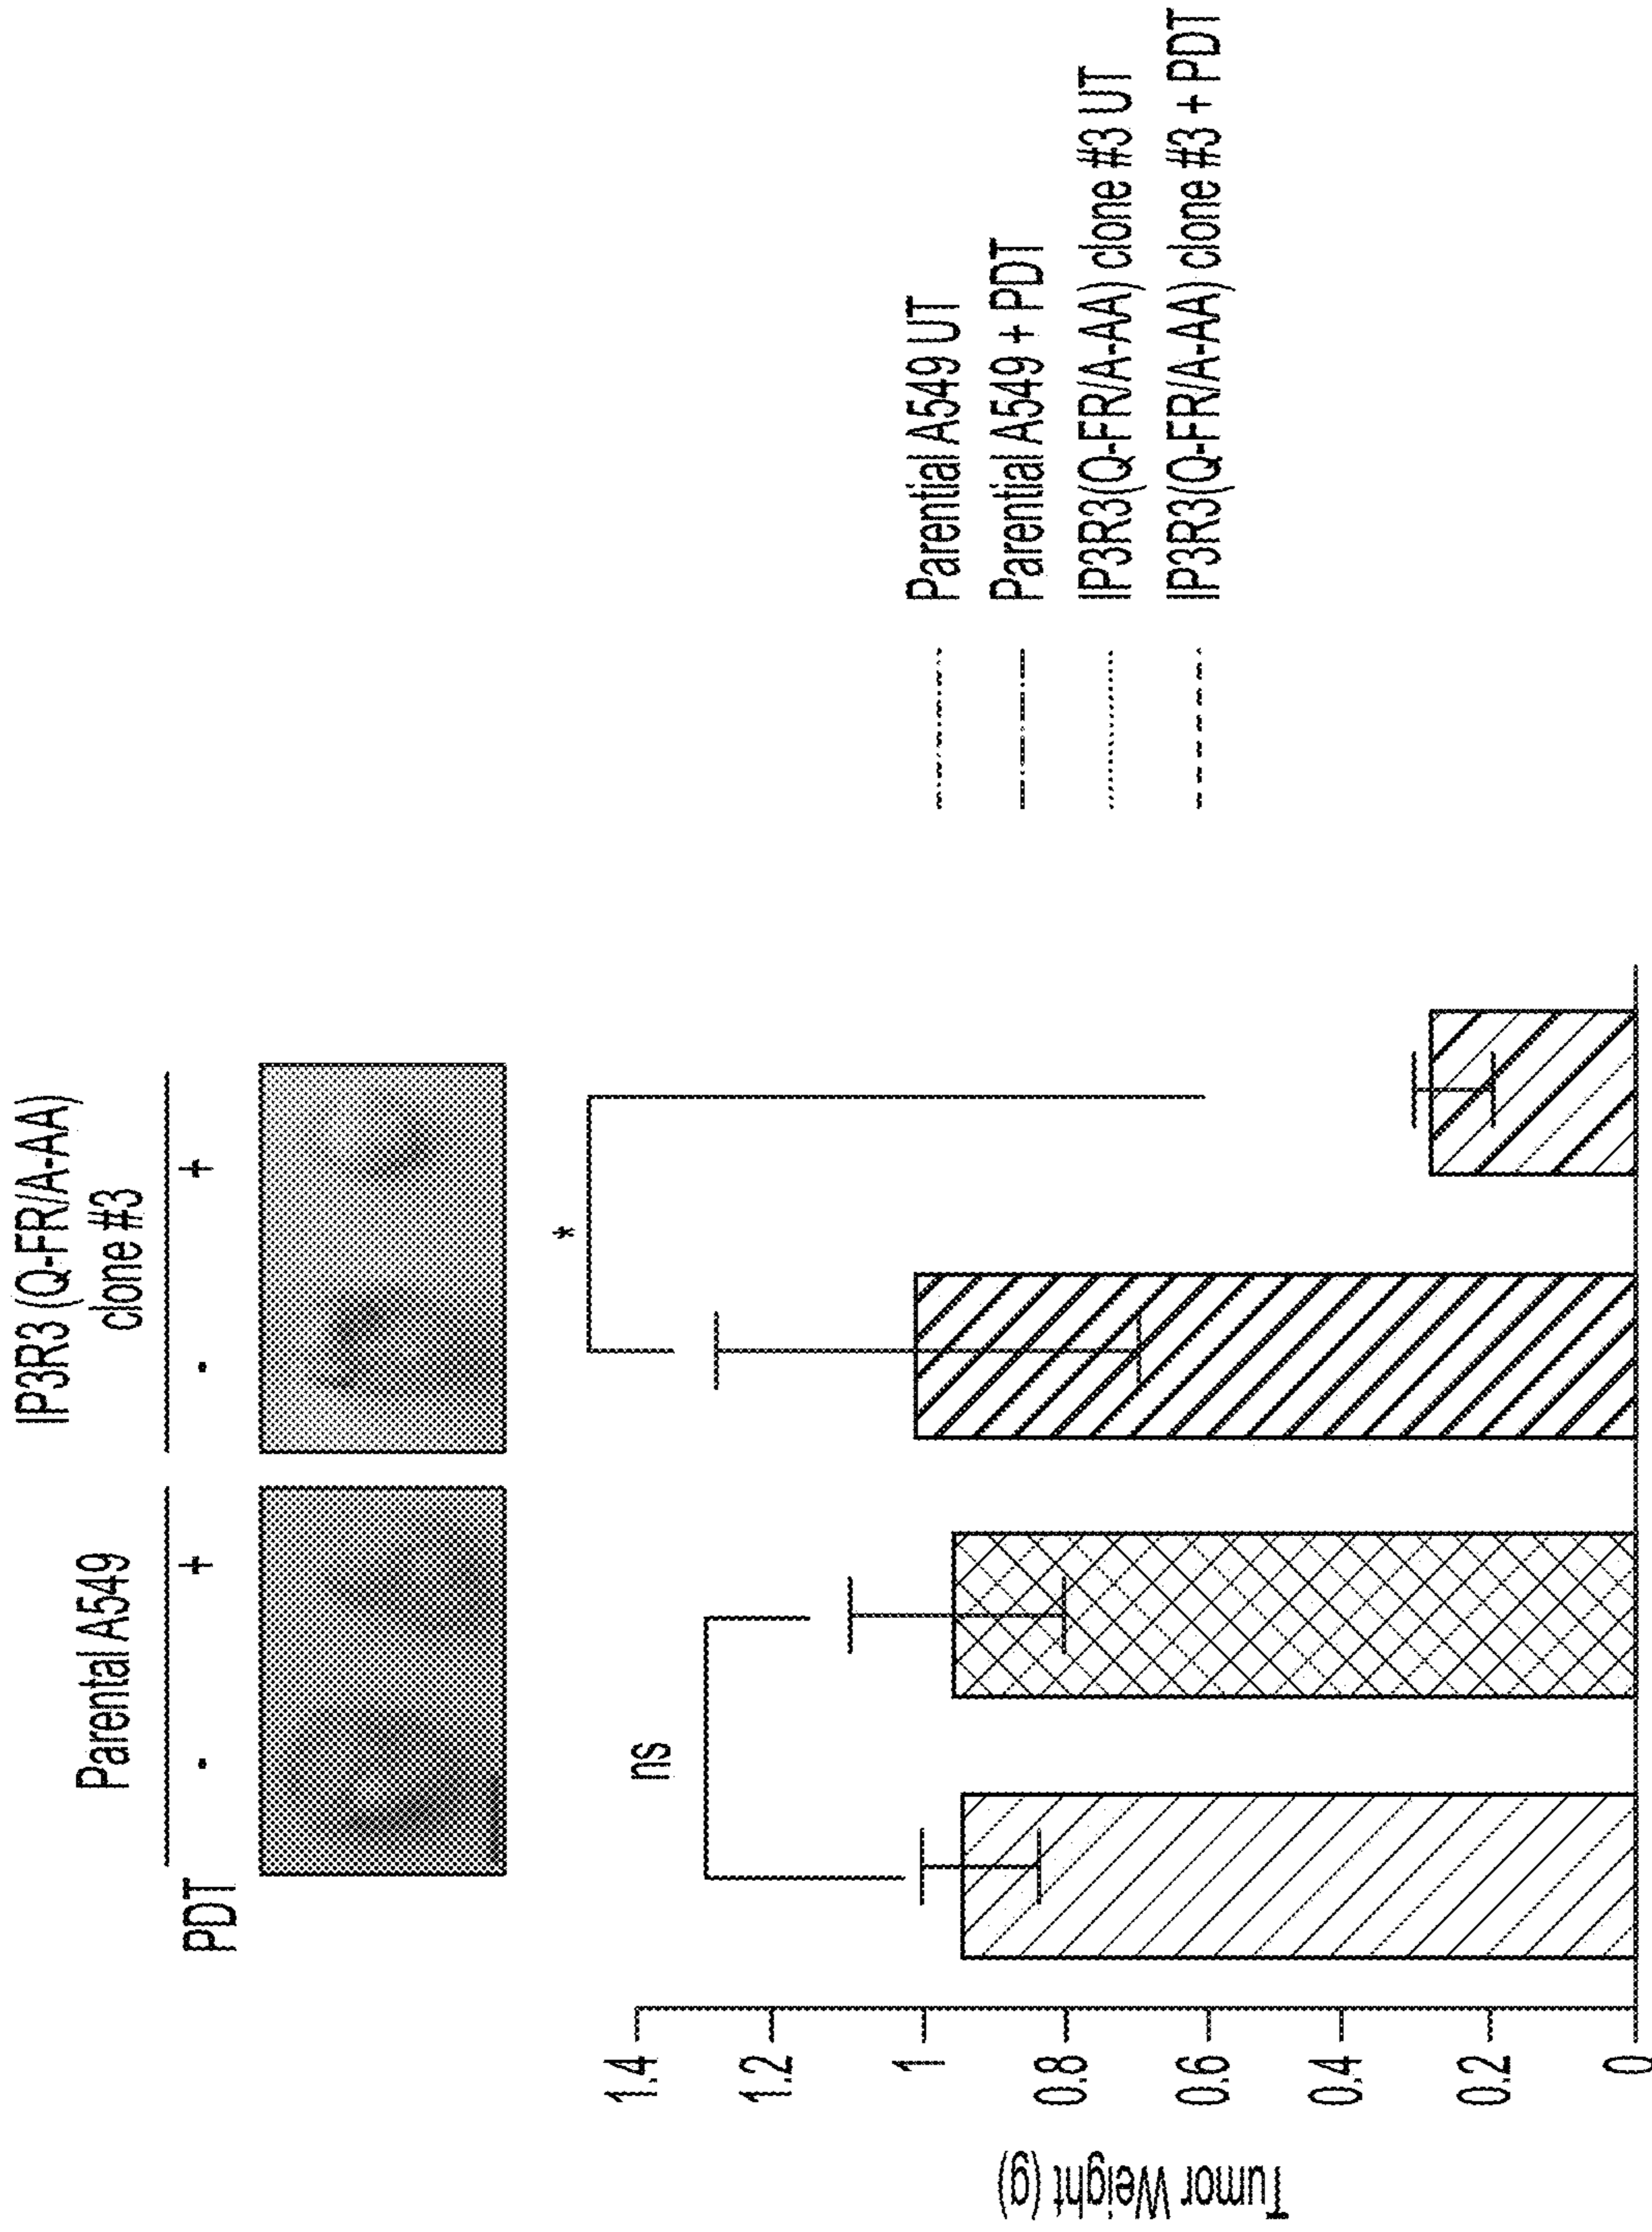 IP3R3 (Q-FR/A-AA)
clone #3
Parental A549
PDT
-
+
-
+
ns
*
Tumor Weight (g)
1.4
1.2
1
0.8
0.6
0.4
0.2
0
Parential A549 UT
Parential A549 + PDT
IP3R3(Q-FR/A-AA) clone #3 UT
IP3R3(Q-FR/A-AA) clone #3 + PDT